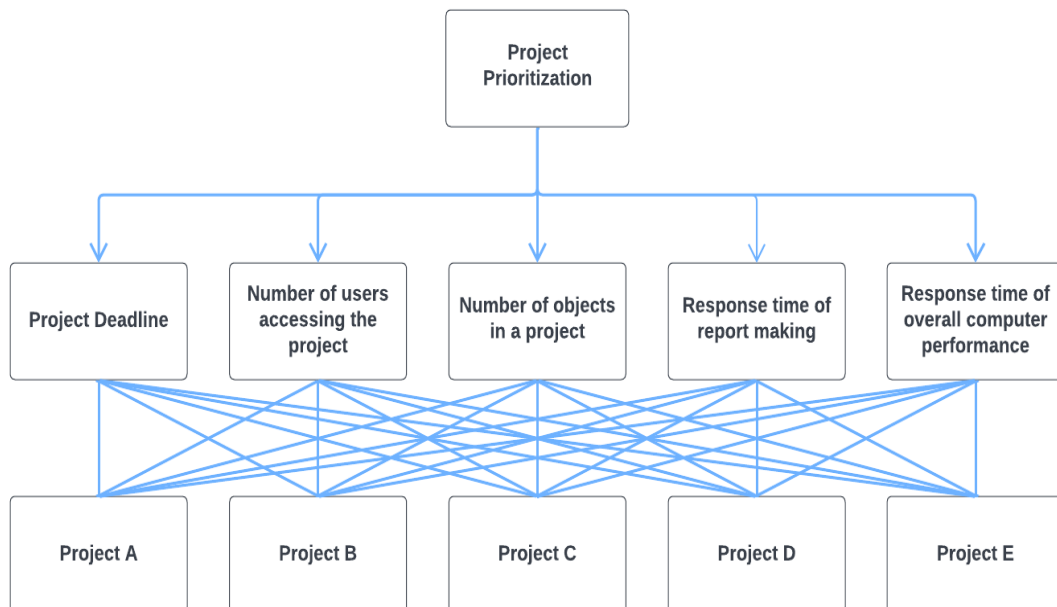 Project
Prioritization
Project Deadline
Number of users
accessing the
project
Number of objects
in a project
Response time of
report making
Response time of
overall computer
performance
Project A
Project B
Project C
Project D
Project E